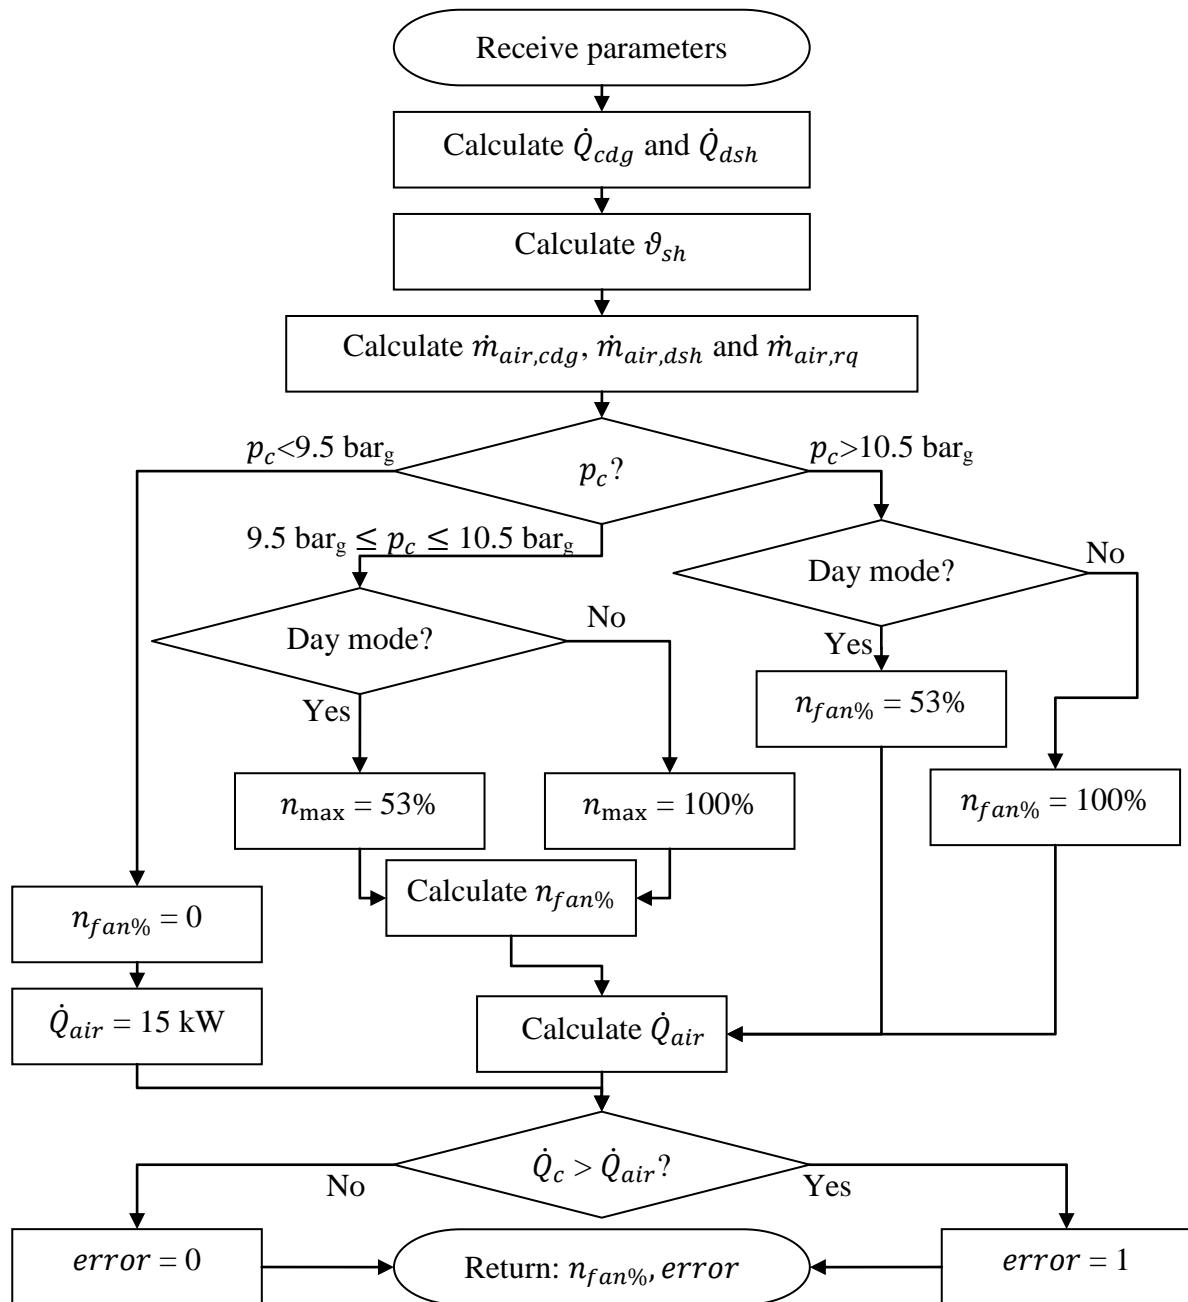 Receive parameters
Calculate Q̇_cdg and Q̇_dsh
Calculate ϑ_sh
Calculate ṁ_air,cdg, ṁ_air,dsh and ṁ_air,rq
p_c<9.5 bar_g
p_c?
p_c>10.5 bar_g
9.5 bar_g ≤ p_c ≤ 10.5 bar_g
Day mode?
No
Day mode?
No
Yes
Yes
n_fan% = 53%
n_max = 53%
n_max = 100%
n_fan% = 100%
Calculate n_fan%
n_fan% = 0
Q̇_air = 15 kW
Calculate Q̇_air
Q̇_c > Q̇_air?
No
Yes
error = 0
Return: n_fan%, error
error = 1